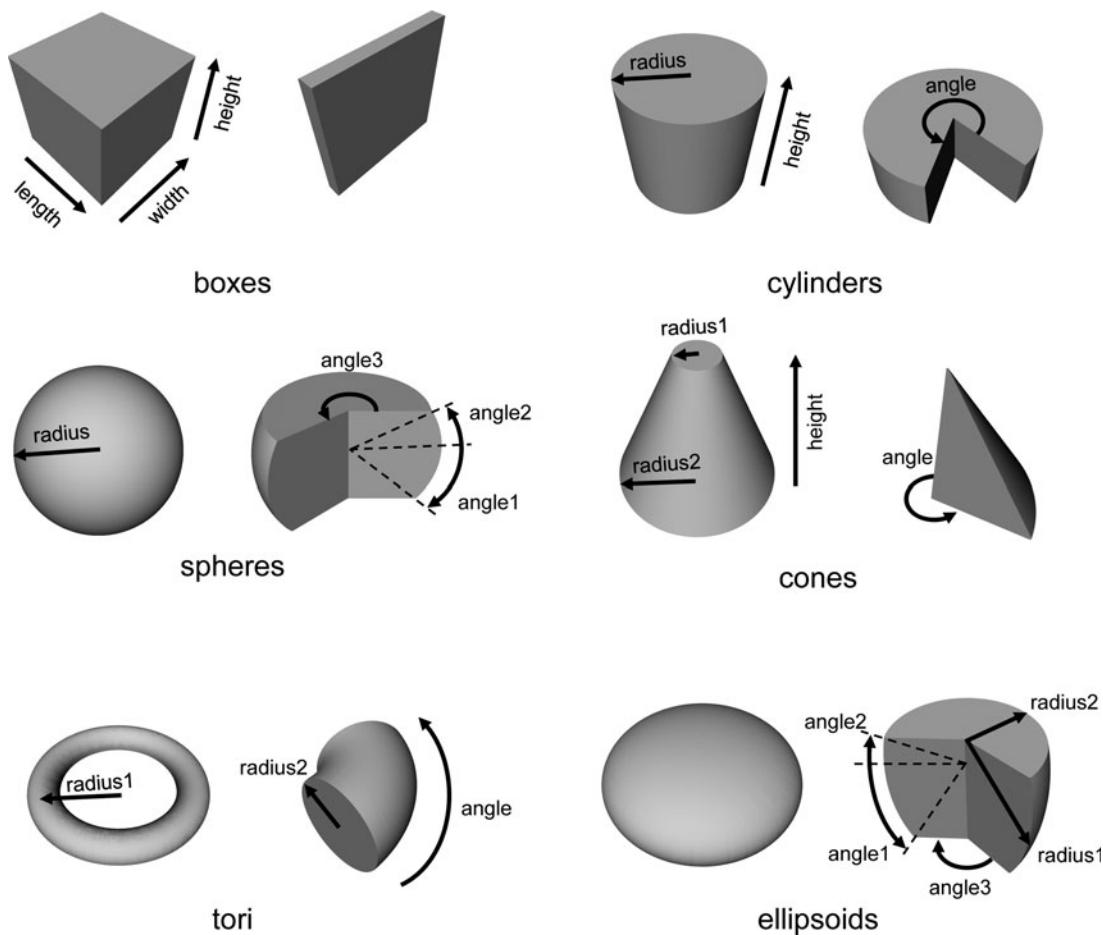 height
length
width
boxes
radius
height
angle
cylinders
radius
angle3
angle2
angle1
spheres
radius1
radius2
height
angle
cones
radius1
radius2
angle
tori
angle2
angle1
radius2
radius1
angle3
ellipsoids